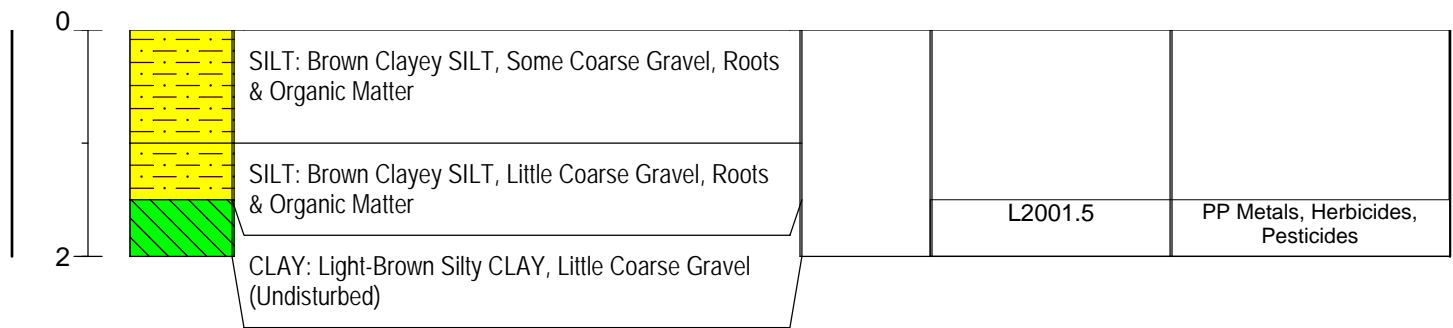 0
SILT: Brown Clayey SILT, Some Coarse Gravel, Roots
& Organic Matter
SILT: Brown Clayey SILT, Little Coarse Gravel, Roots
& Organic Matter
L2001.5
PP Metals, Herbicides,
Pesticides
2
CLAY: Light-Brown Silty CLAY, Little Coarse Gravel
(Undisturbed)